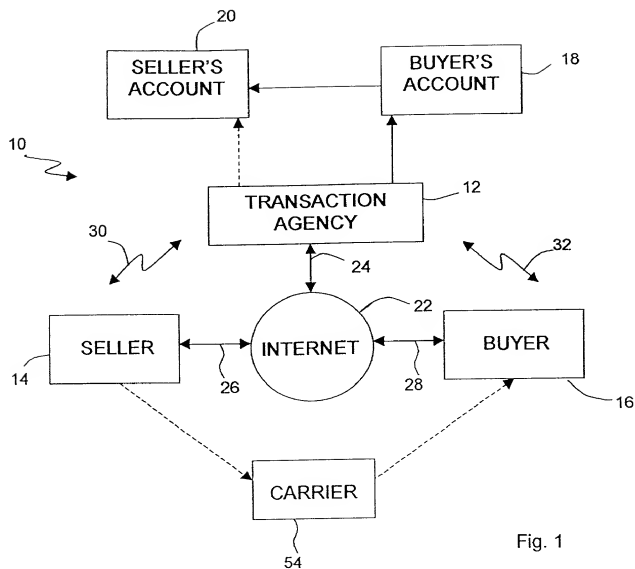 20
SELLER'S
ACCOUNT
BUYER'S
ACCOUNT
18
10
TRANSACTION
AGENCY
12
30
24
32
22
SELLER
INTERNET
BUYER
14
26
28
16
CARRIER
54
Fig. 1